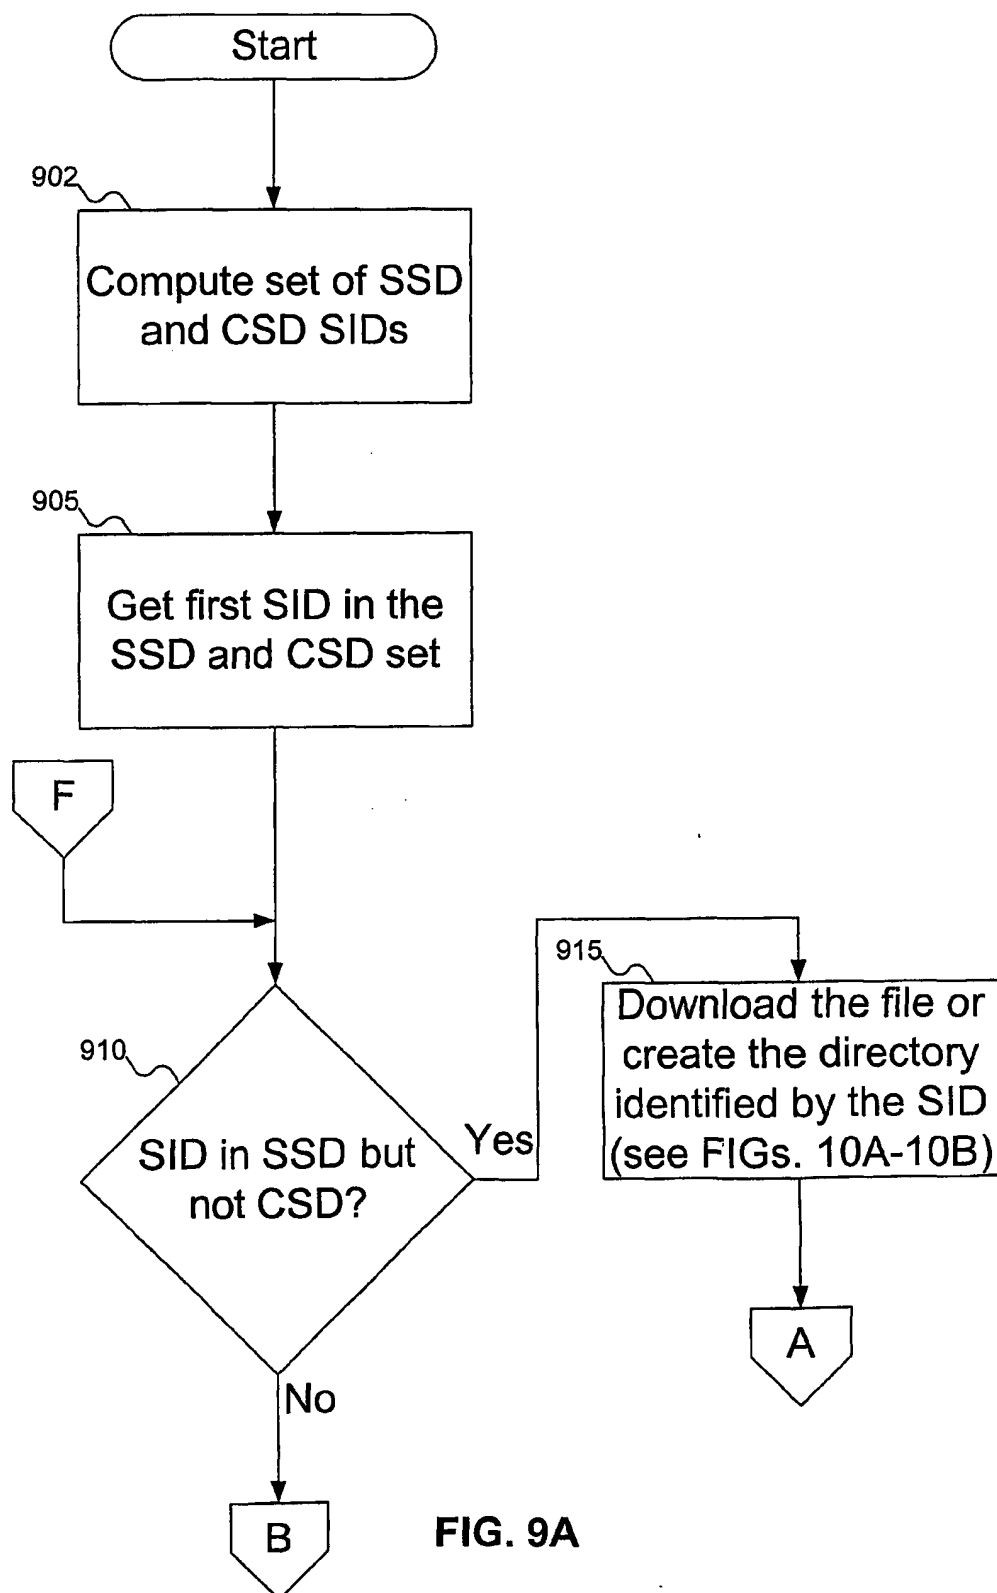 Start
902
Compute set of SSD
and CSD SIDs
905
Get first SID in the
SSD and CSD set
F
910
SID in SSD but
not CSD?
Yes
915
Download the file or
create the directory
identified by the SID
(see FIGs. 10A-10B)
A
No
B
FIG. 9A